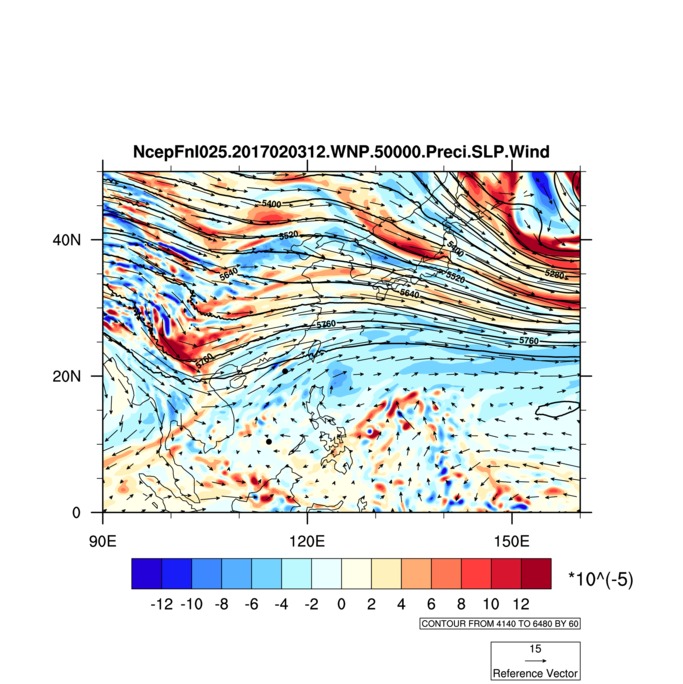 NcepFnl025.2017020312.WNP.50000.Preci.SLP.Wind
40N
20N
0
90E 120E 150E
5400
5520
5640
5760
5760
5400
5520
5640
5280
5760
-12 -10 -8 -6 -4 -2 0 2 4 6 8 10 12
*10^(-5)
CONTOUR FROM 4140 TO 6480 BY 60
15
Reference Vector